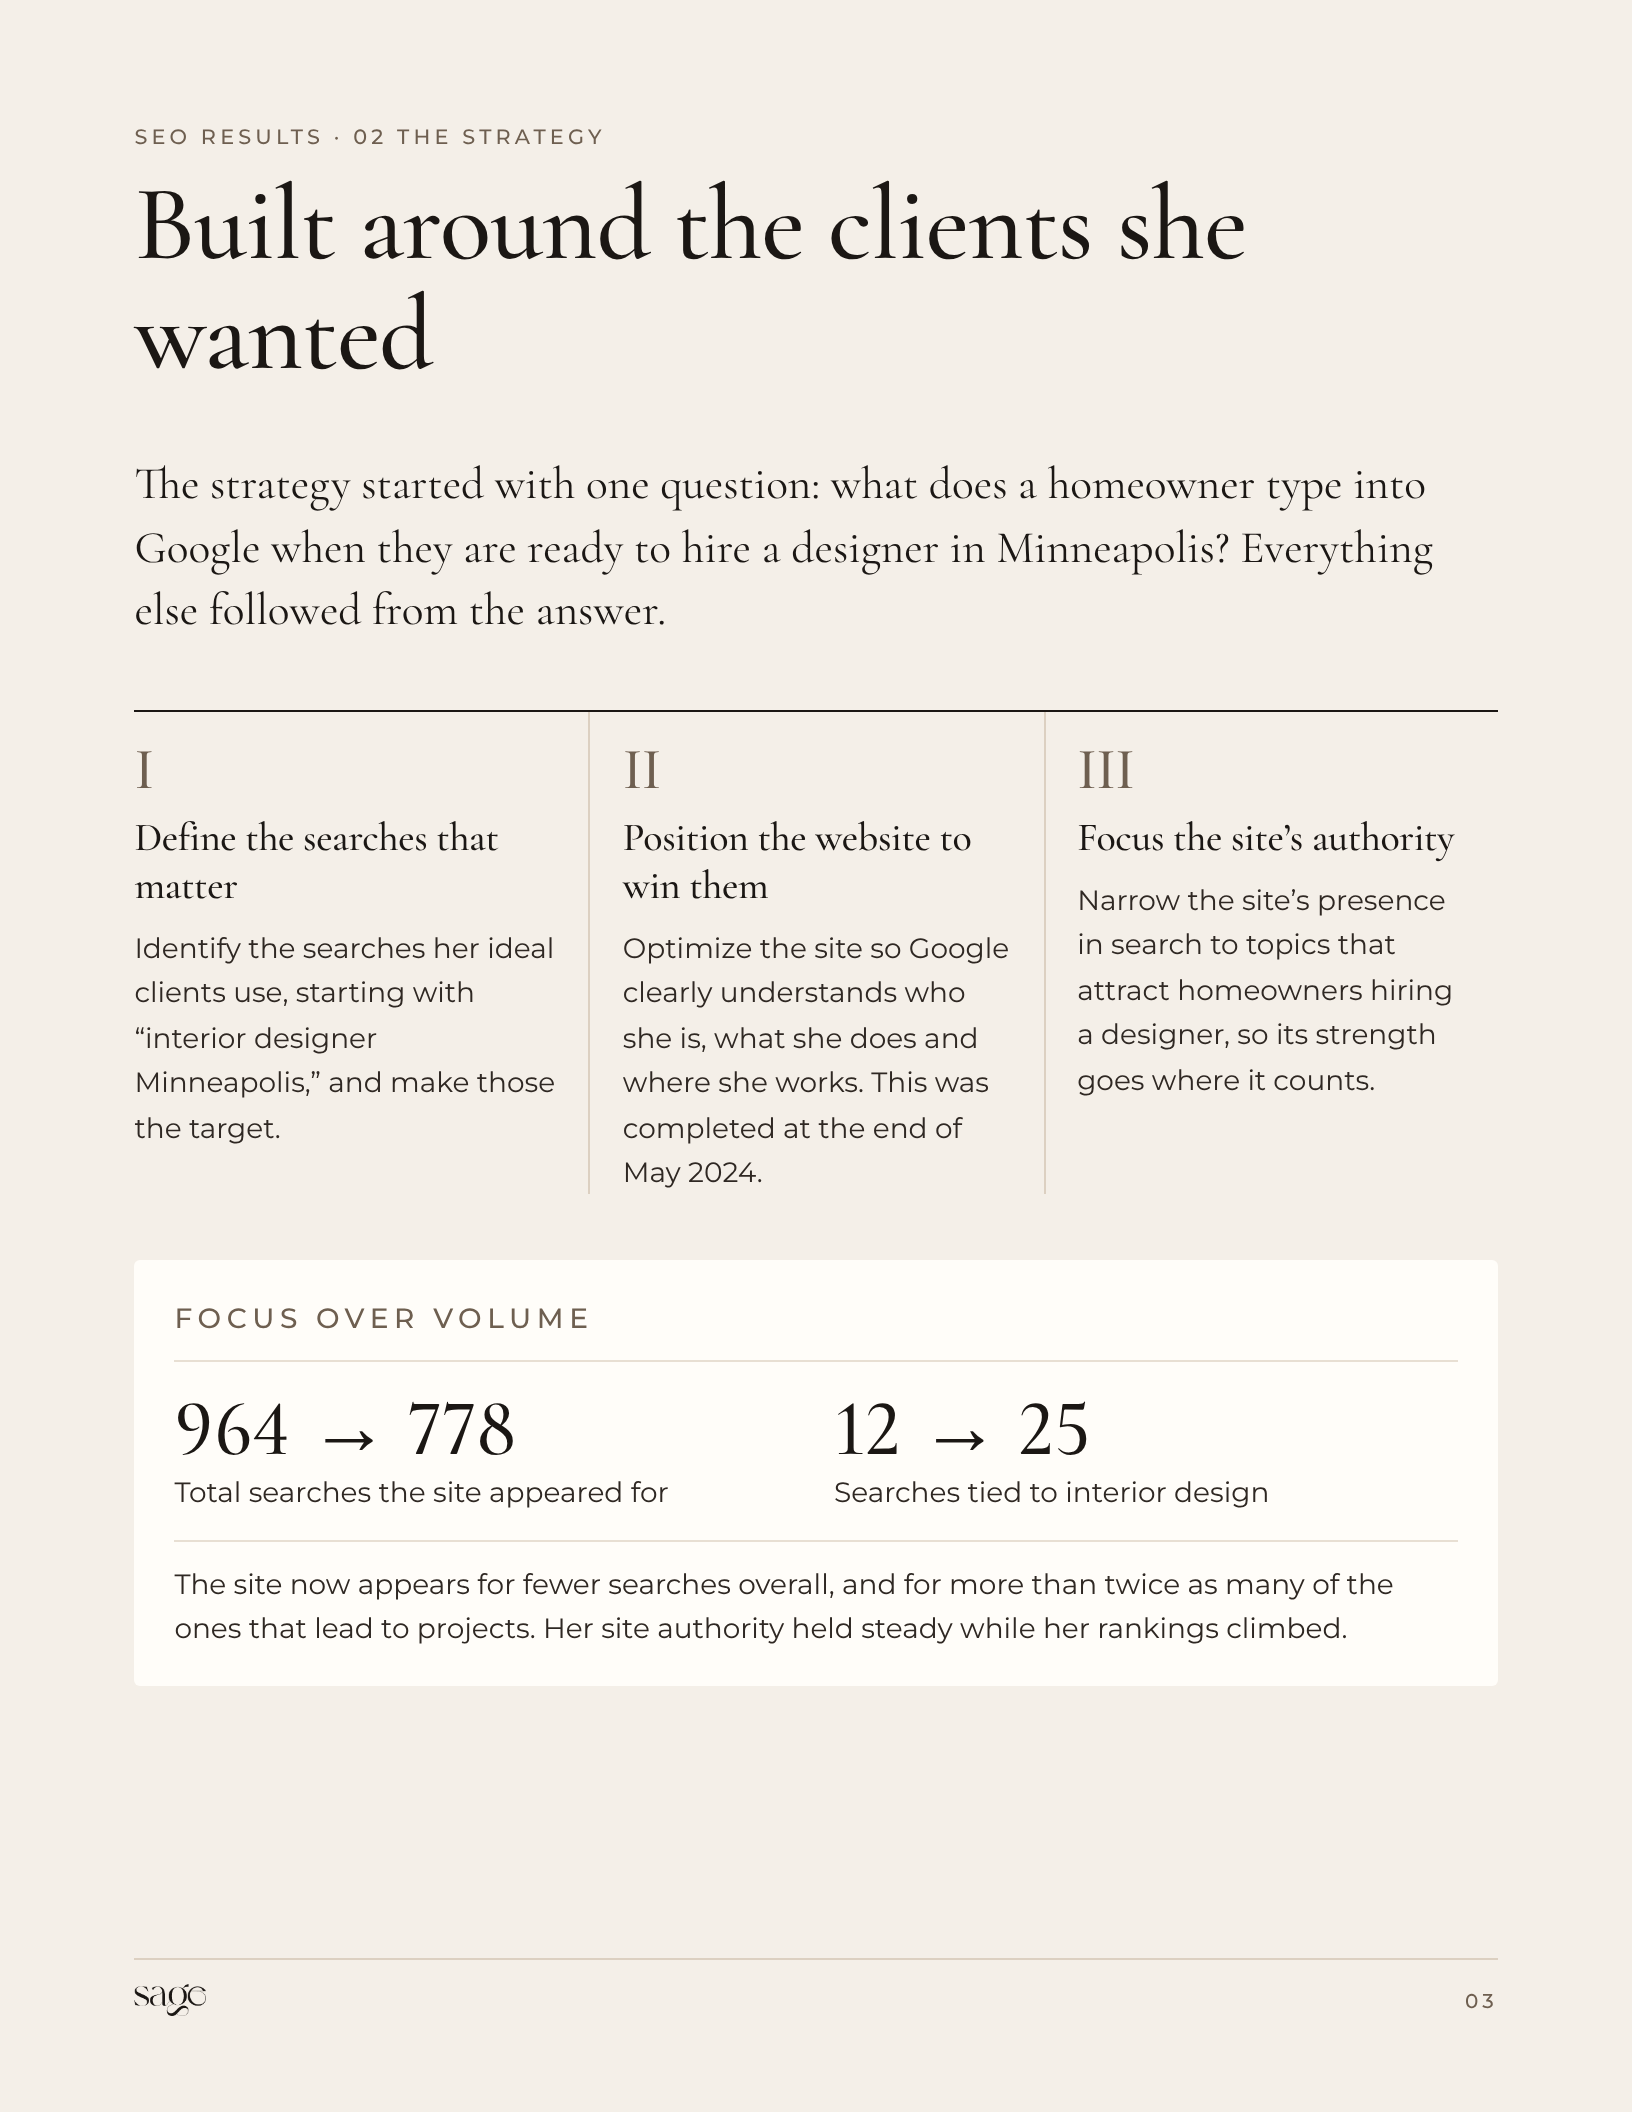 SEO RESULTS · 02 THE STRATEGY
Built around the clients she
wanted
The strategy started with one question: what does a homeowner type into
Google when they are ready to hire a designer in Minneapolis? Everything
else followed from the answer.
I
Define the searches that
matter
Identify the searches her ideal
clients use, starting with
“interior designer
Minneapolis,” and make those
the target.
II
Position the website to
win them
Optimize the site so Google
clearly understands who
she is, what she does and
where she works. This was
completed at the end of
May 2024.
III
Focus the site’s authority
Narrow the site’s presence
in search to topics that
attract homeowners hiring
a designer, so its strength
goes where it counts.
FOCUS OVER VOLUME
964 → 778
Total searches the site appeared for
12 → 25
Searches tied to interior design
The site now appears for fewer searches overall, and for more than twice as many of the
ones that lead to projects. Her site authority held steady while her rankings climbed.
sage
03